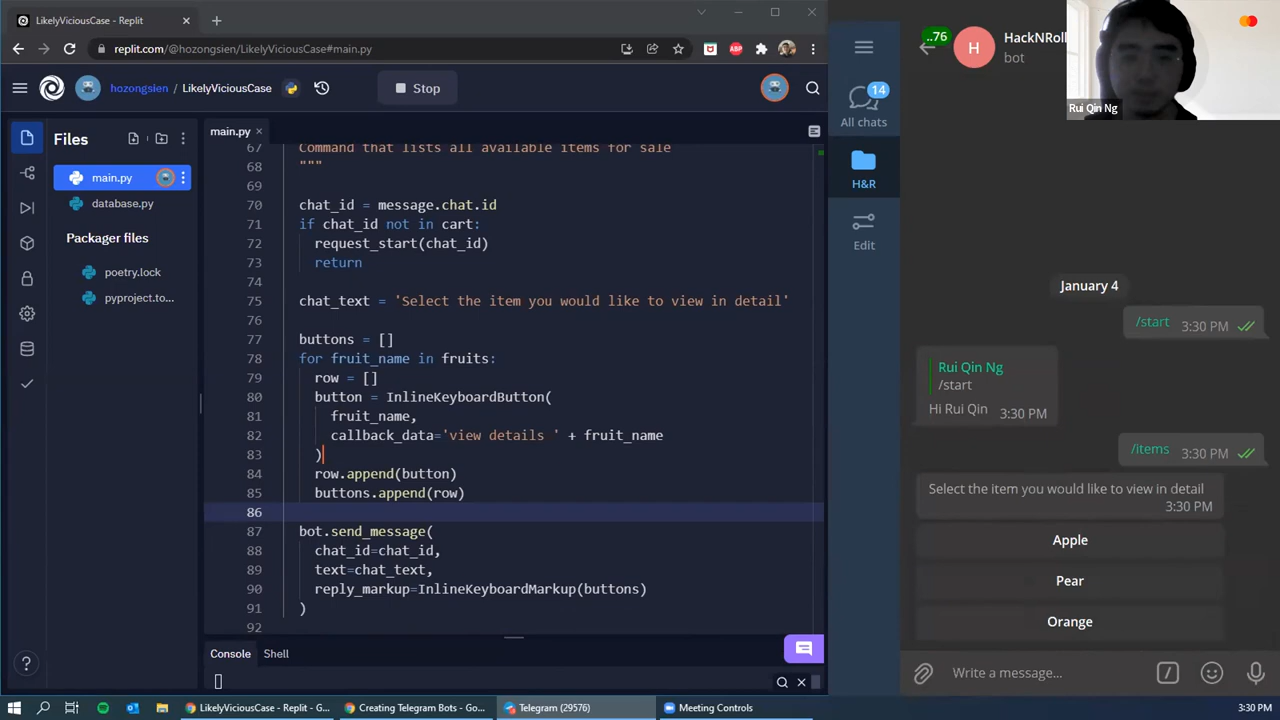 LikelyViciousCase - Replit
replit.com/@hozongsien/LikelyViciousCase#main.py
ABP
hozongsien / LikelyViciousCase
Stop
Files
main.py
database.py
Packager files
poetry.lock
pyproject.to...
main.py
67 Command that lists all available items for sale
68 """
69
70 chat_id = message.chat.id
71 if chat_id not in cart:
72 request_start(chat_id)
73 return
74
75 chat_text = 'Select the item you would like to view in detail'
76
77 buttons = []
78 for fruit_name in fruits:
79 row = []
80 button = InlineKeyboardButton(
81 fruit_name,
82 callback_data='view details ' + fruit_name
83 )
84 row.append(button)
85 buttons.append(row)
86
87 bot.send_message(
88 chat_id=chat_id,
89 text=chat_text,
90 reply_markup=InlineKeyboardMarkup(buttons)
91 )
92
Console
Shell
?
14
All chats
H&R
Edit
..76
H
HackNRoll
bot
Rui Qin Ng
January 4
/start 3:30 PM
Rui Qin Ng
/start
Hi Rui Qin 3:30 PM
/items 3:30 PM
Select the item you would like to view in detail
3:30 PM
Apple
Pear
Orange
Write a message...
LikelyViciousCase - Replit - G...
Creating Telegram Bots - Googl...
Telegram (29576)
Meeting Controls
3:30 PM